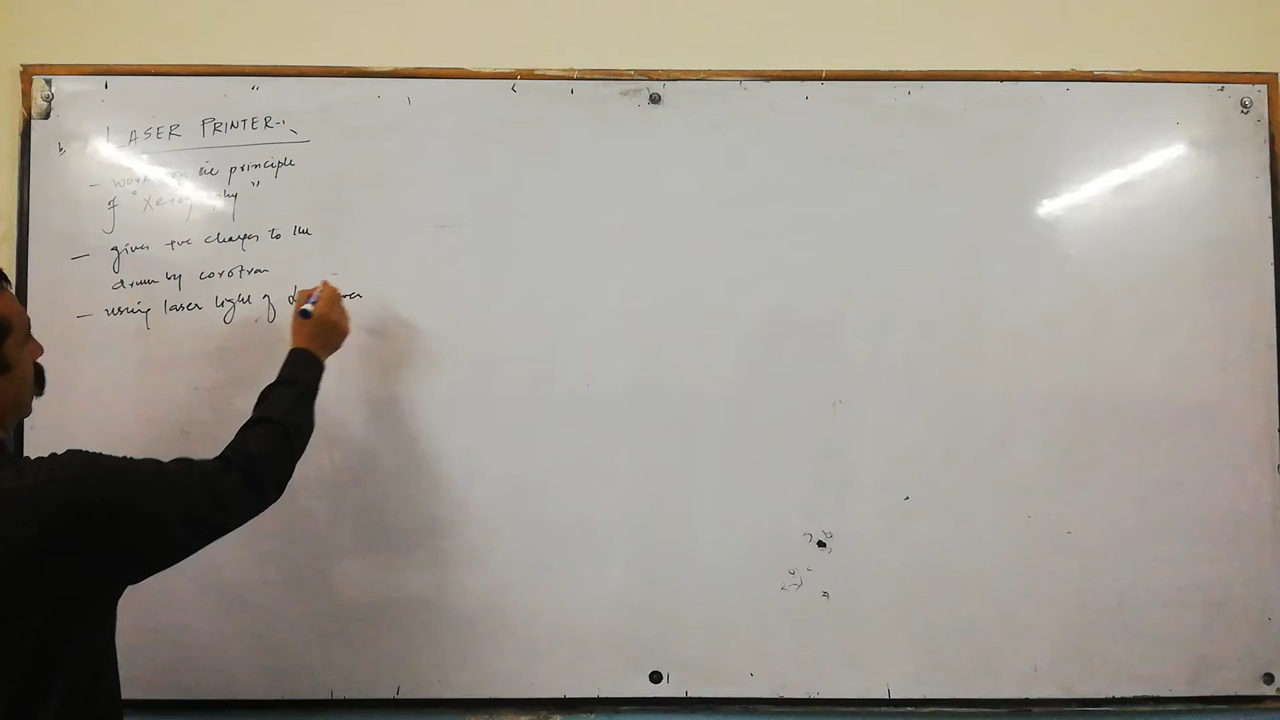 b, LASER PRINTER:-
- work on the principle
of "Xerography"
- gives +ve charges to the
drum by corotron
- using laser light of